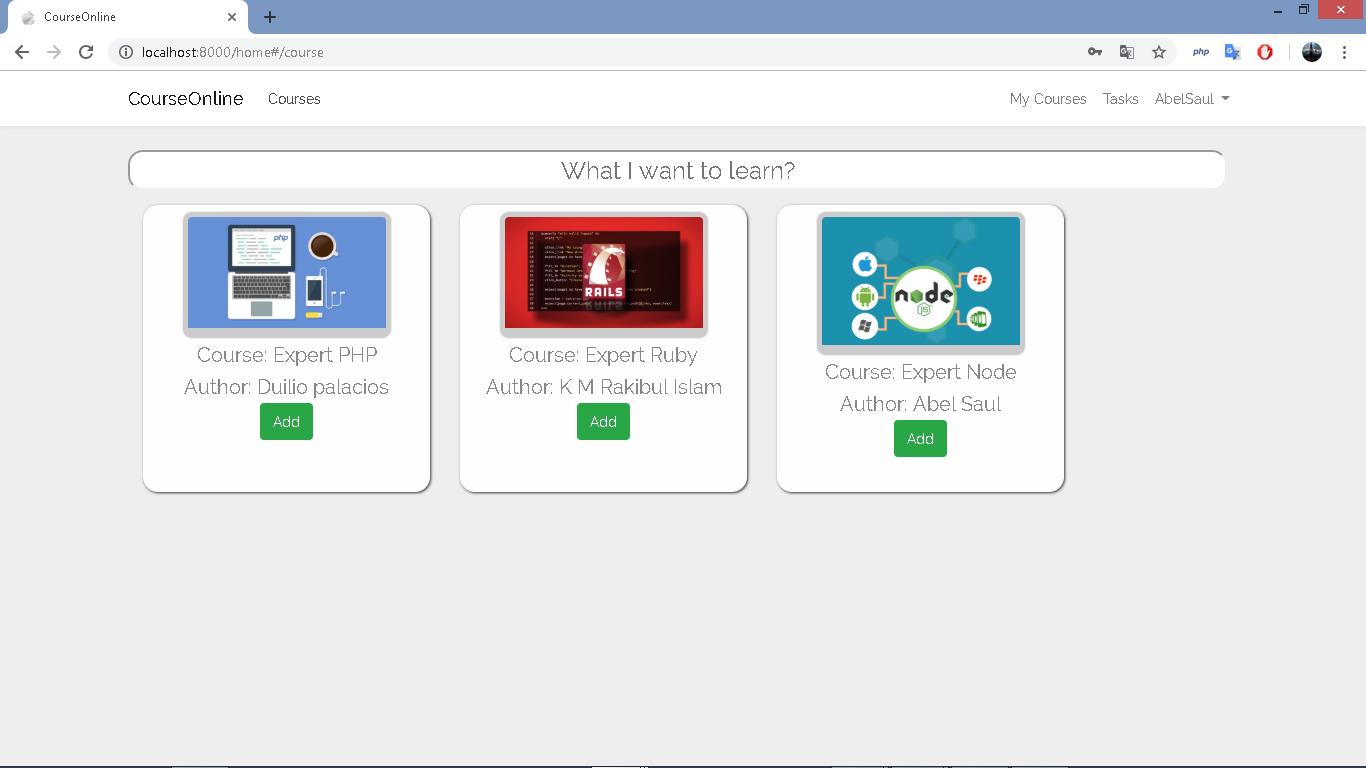 CourseOnline
localhost:8000/home#/course
php
CourseOnline Courses My Courses Tasks AbelSaul
What I want to learn?
php
RAILS
node
JS
Course: Expert PHP
Author: Duilio palacios
Add
Course: Expert Ruby
Author: K M Rakibul Islam
Add
Course: Expert Node
Author: Abel Saul
Add